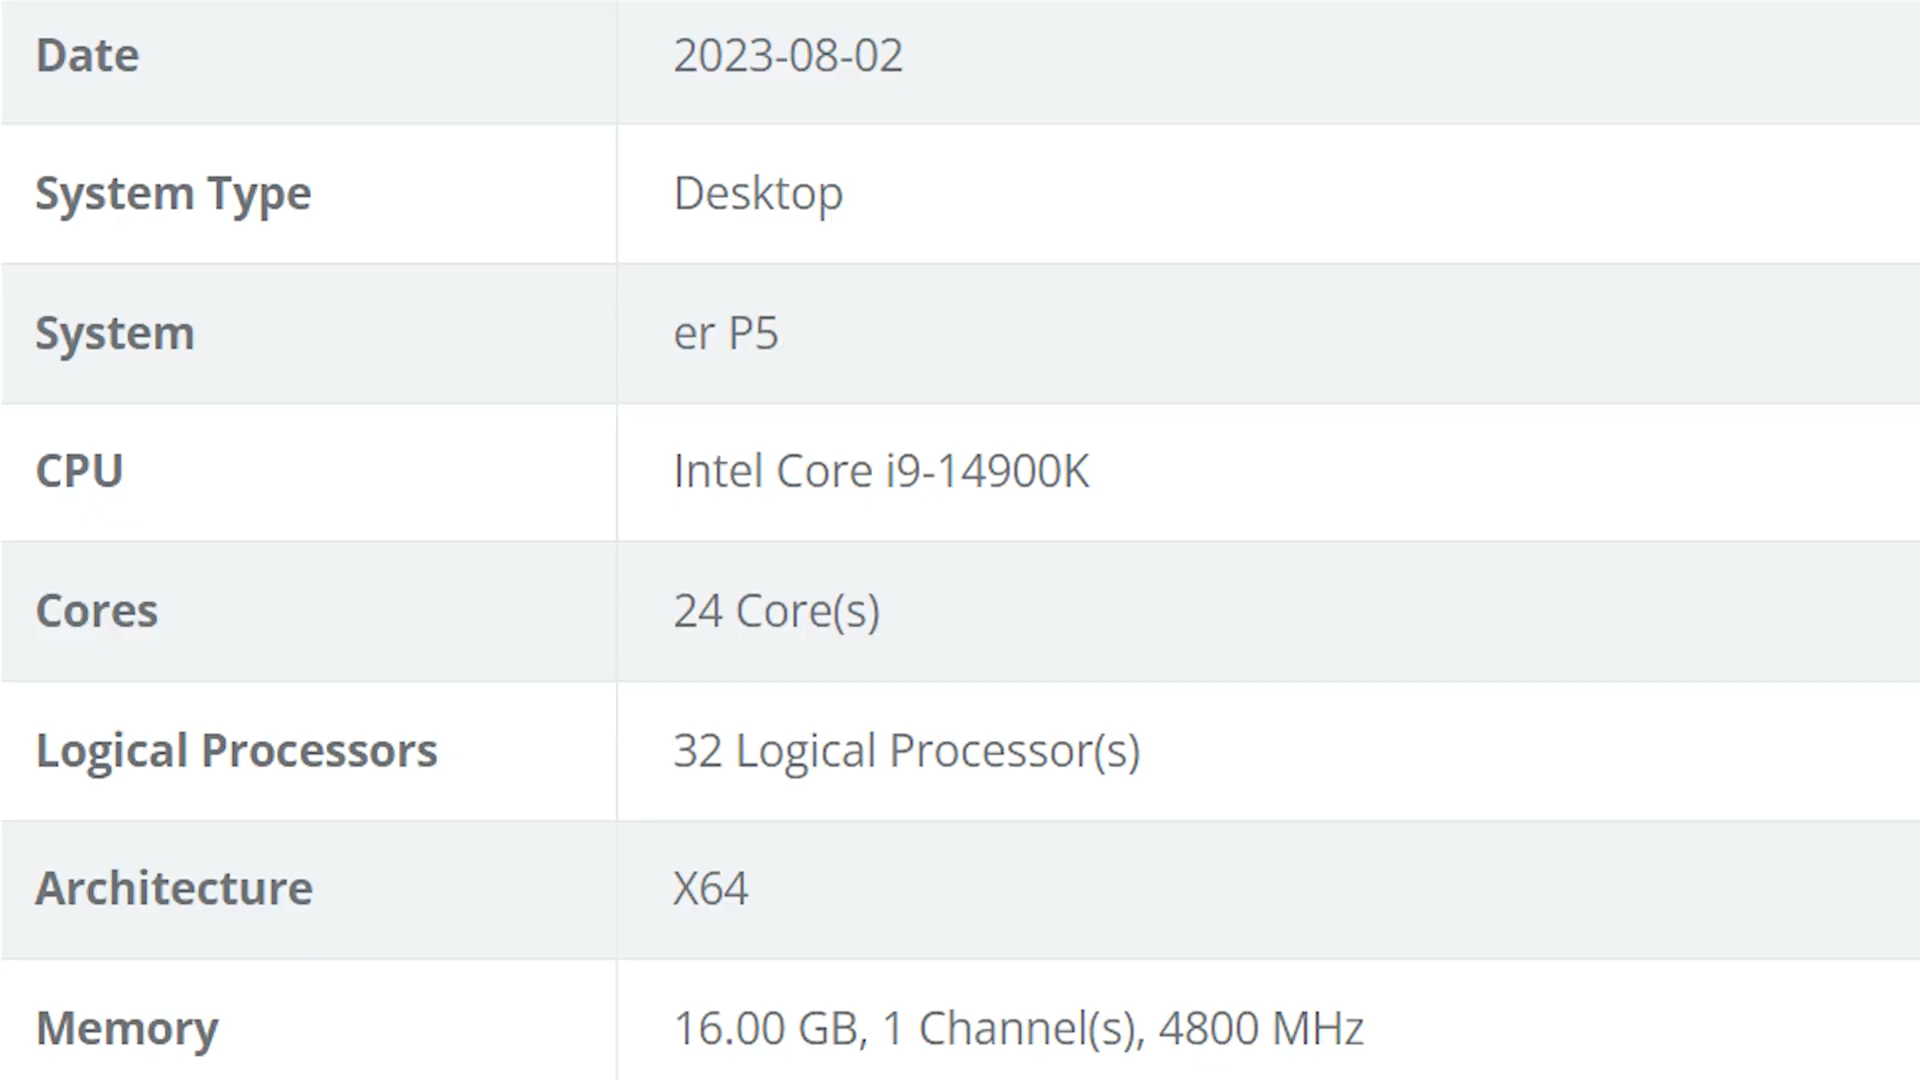 Date 2023-08-02
System Type Desktop
System er P5
CPU Intel Core i9-14900K
Cores 24 Core(s)
Logical Processors 32 Logical Processor(s)
Architecture X64
Memory 16.00 GB, 1 Channel(s), 4800 MHz